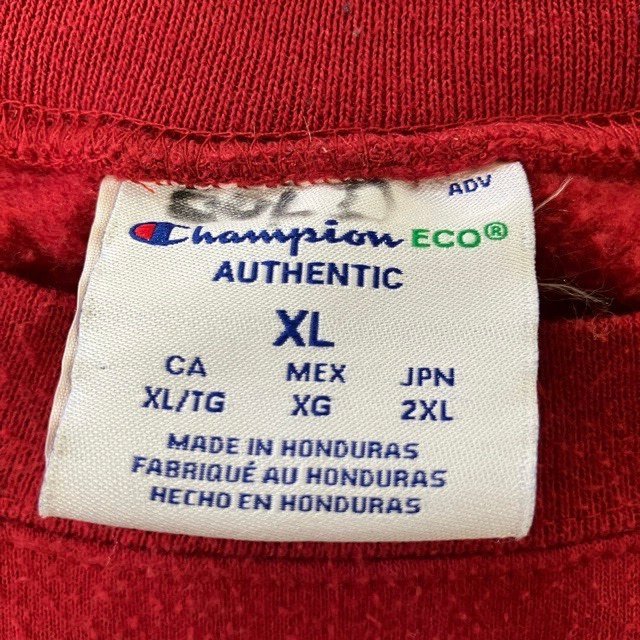 ADV
Champion ECO®
AUTHENTIC
XL
CA MEX JPN
XL/TG XG 2XL
MADE IN HONDURAS
FABRIQUÉ AU HONDURAS
HECHO EN HONDURAS